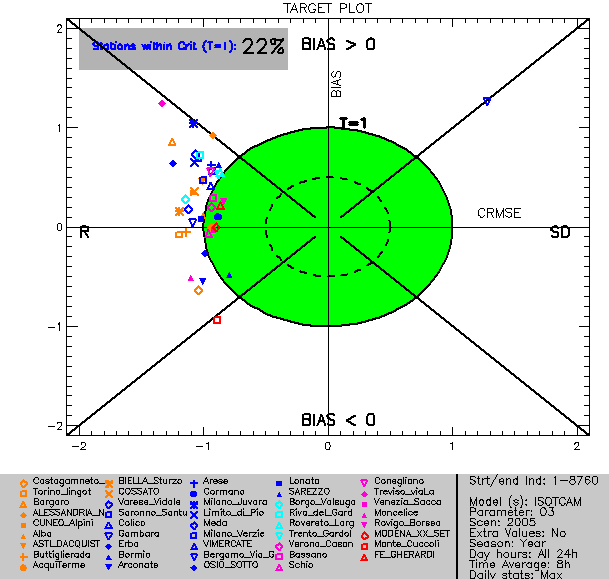 TARGET PLOT
Stations within Crit (T=1): 22%
BIAS > 0
BIAS
T=1
CRMSE
R
SD
BIAS < 0
2
1
0
-1
-2
-2 -1 0 1 2
Castagnneto_ BIELLA_Sturzo Arese Lonato Conegliano
Torino_lingot COSSATO Cormano SAREZZO Treviso_viaLa
Bargaro Varese_Vidale Milano_Juvara Borgo_Valsuga Venezia_Sacca
ALESSANDRIA_N Saronno_Santu Limito_di_Pio Riva_del_Gard Monselice
CUNEO_Alpini Colico Meda Rovereto_Larg Rovigo_Borsea
Alba Gambara Milano_Verzie Trento_Gardol MODENA_XX_SET
ASTI_DACQUIST Erba VIMERCATE Verona_Cason Monte_Cuccoli
Buttiglierada Bormio Bergamo_Via_G Bassano FE_GHERARDI
AcquiTerme Arconate OSIO_SOTTO Schio
Strt/end Ind: 1-8760
Model (s): ISOTCAM
Parameter: O3
Scen: 2005
Extra Values: No
Season: Year
Day hours: All 24h
Time Average: 8h
Daily stats: Max